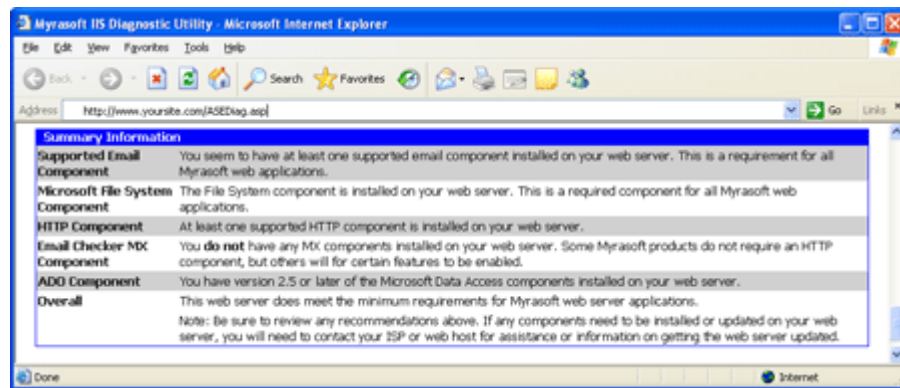 Myrasoft IIS Diagnostic Utility - Microsoft Internet Explorer
File Edit View Favorites Tools Help
Back Search Favorites
Address http://www.yoursite.com/ASEDiag.asp Go Links
Summary Information
Supported Email You seem to have at least one supported email component installed on your web server. This is a requirement for all
Component Myrasoft web applications.
Microsoft File System The File System component is installed on your web server. This is a required component for all Myrasoft web
Component applications.
HTTP Component At least one supported HTTP component is installed on your web server.
Email Checker MX You do not have any MX components installed on your web server. Some Myrasoft products do not require an HTTP
Component component, but others will for certain features to be enabled.
ADO Component You have version 2.5 or later of the Microsoft Data Access components installed on your web server.
Overall This web server does meet the minimum requirements for Myrasoft web server applications.
Note: Be sure to review any recommendations above. If any components need to be installed or updated on your web
server, you will need to contact your ISP or web host for assistance or information on getting the web server updated.
Done Internet